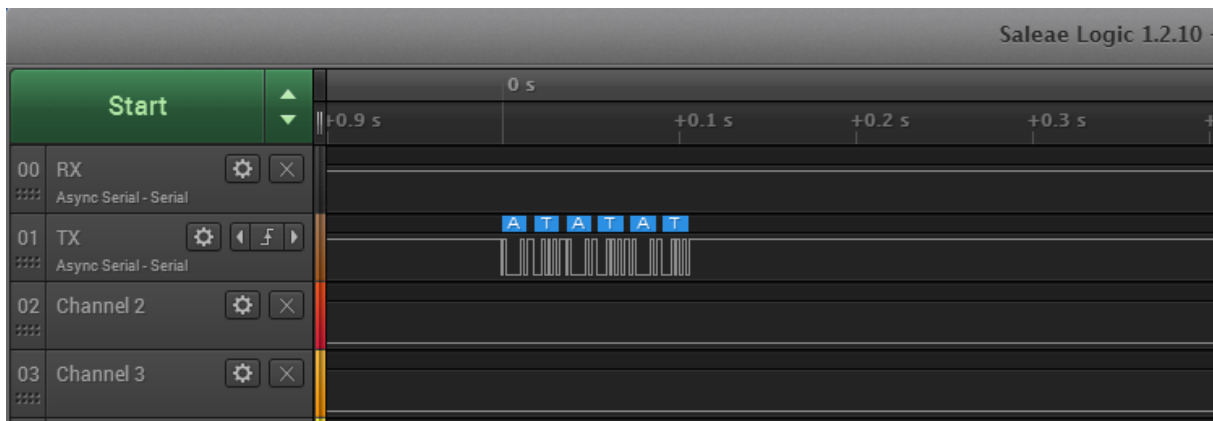 Saleae Logic 1.2.10 -
Start
0 s
+0.9 s +0.1 s +0.2 s +0.3 s +
00 RX
Async Serial - Serial
A T A T A T
01 TX
Async Serial - Serial
02 Channel 2
03 Channel 3